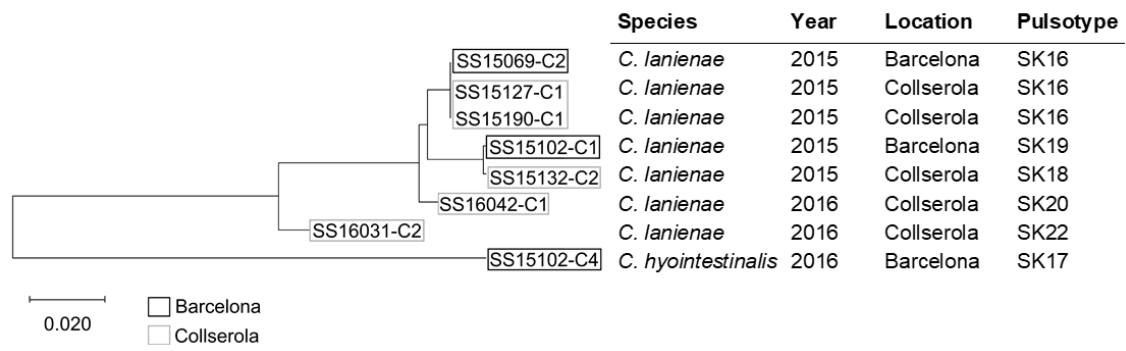 Species Year Location Pulsotype
SS15069-C2 C. lanienae 2015 Barcelona SK16
SS15127-C1 C. lanienae 2015 Collserola SK16
SS15190-C1 C. lanienae 2015 Collserola SK16
SS15102-C1 C. lanienae 2015 Barcelona SK19
SS15132-C2 C. lanienae 2015 Collserola SK18
SS16042-C1 C. lanienae 2016 Collserola SK20
SS16031-C2 C. lanienae 2016 Collserola SK22
SS15102-C4 C. hyointestinalis 2016 Barcelona SK17
0.020
Barcelona
Collserola